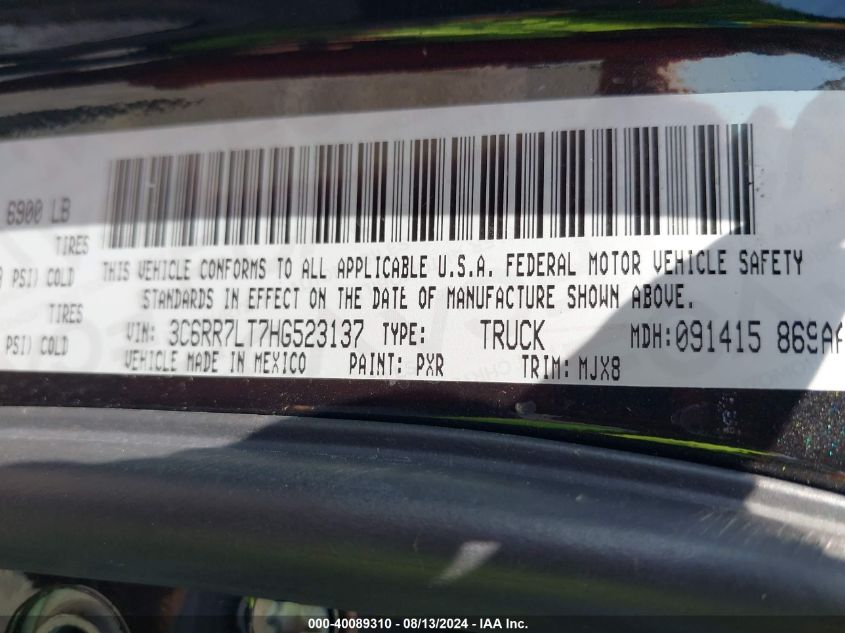 6900 LB
TIRES
PSI) COLD
THIS VEHICLE CONFORMS TO ALL APPLICABLE U.S.A. FEDERAL MOTOR VEHICLE SAFETY
STANDARDS IN EFFECT ON THE DATE OF MANUFACTURE SHOWN ABOVE.
TIRES
PSI) COLD
VIN: 3C6RR7LT7HG523137 TYPE: TRUCK MDH:091415 869AA
VEHICLE MADE IN MEXICO PAINT: PXR TRIM: MJX8
000-40089310 - 08/13/2024 - IAA Inc.